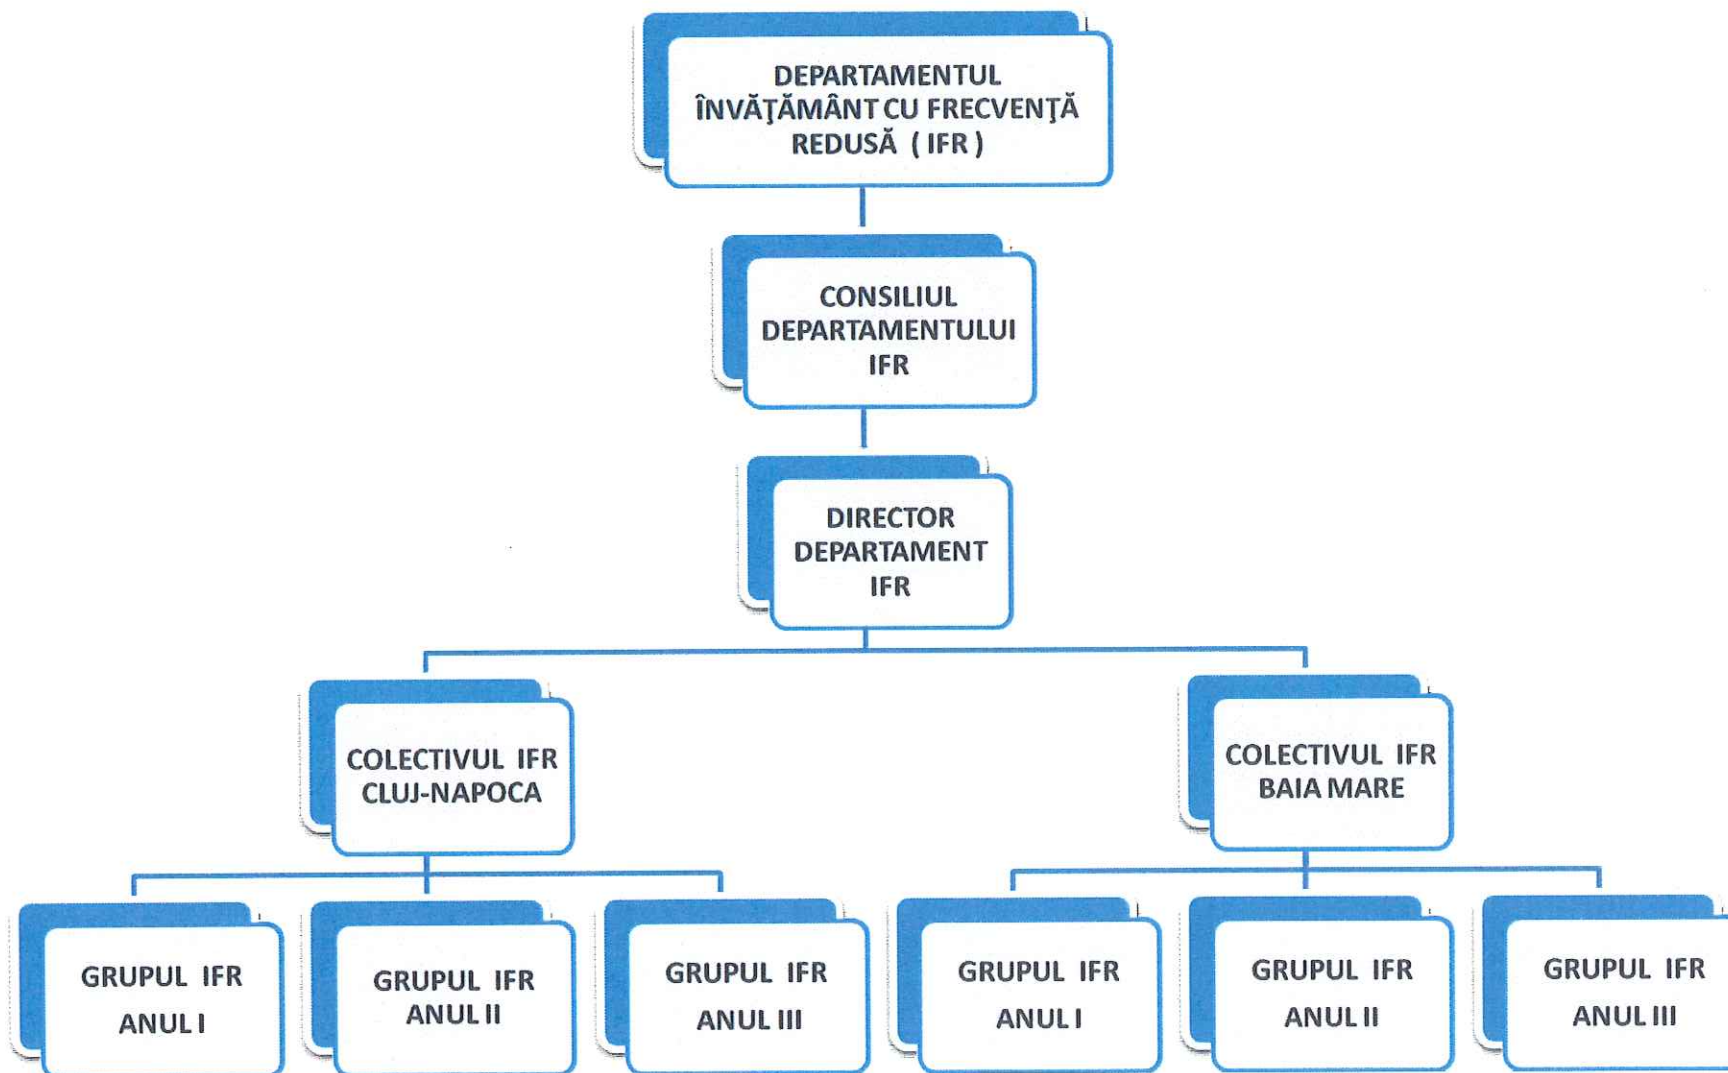 DEPARTAMENTUL
ÎNVĂŢĂMÂNT CU FRECVENŢĂ
REDUSĂ ( IFR )
CONSILIUL
DEPARTAMENTULUI
IFR
DIRECTOR
DEPARTAMENT
IFR
COLECTIVUL IFR
CLUJ-NAPOCA
COLECTIVUL IFR
BAIA MARE
GRUPUL IFR
ANUL I
GRUPUL IFR
ANUL II
GRUPUL IFR
ANUL III
GRUPUL IFR
ANUL I
GRUPUL IFR
ANUL II
GRUPUL IFR
ANUL III